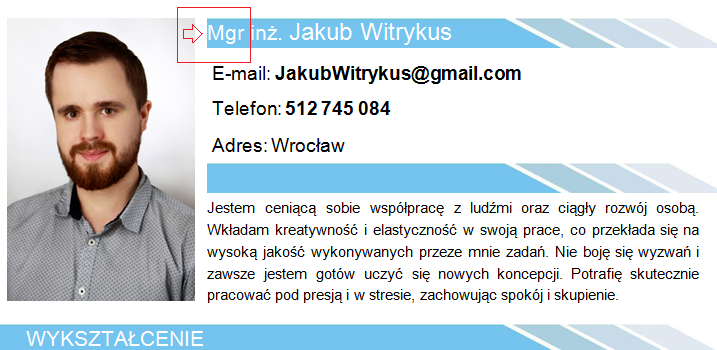 Mgr inż. Jakub Witrykus
E-mail: JakubWitrykus@gmail.com
Telefon: 512 745 084
Adres: Wrocław
Jestem ceniącą sobie współpracę z ludźmi oraz ciągły rozwój osobą.
Wkładam kreatywność i elastyczność w swoją prace, co przekłada się na
wysoką jakość wykonywanych przeze mnie zadań. Nie boję się wyzwań i
zawsze jestem gotów uczyć się nowych koncepcji. Potrafię skutecznie
pracować pod presją i w stresie, zachowując spokój i skupienie.
WYKSZTAŁCENIE